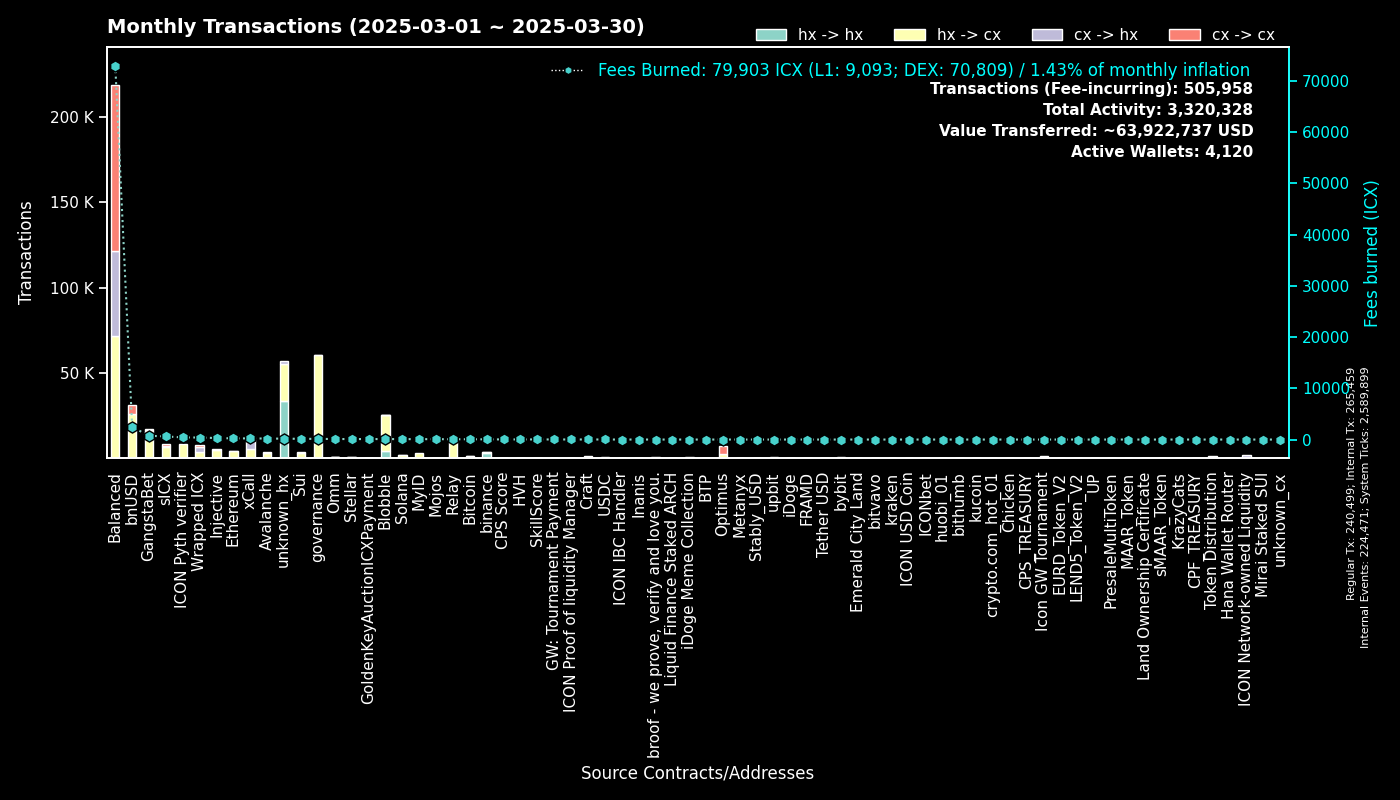 Monthly Transactions (2025-03-01 ~ 2025-03-30)
hx -> hx
hx -> cx
cx -> hx
cx -> cx
Fees Burned: 79,903 ICX (L1: 9,093; DEX: 70,809) / 1.43% of monthly inflation
Transactions (Fee-incurring): 505,958
Total Activity: 3,320,328
Value Transferred: ~63,922,737 USD
Active Wallets: 4,120
Transactions
200 K
150 K
100 K
50 K
70000
60000
50000
40000
30000
20000
10000
0
Fees burned (ICX)
Regular Tx: 240,499; Internal Tx: 265,459
Internal Events: 224,471; System Ticks: 2,589,899
Balanced
bnUSD
GangstaBet
sICX
ICON Pyth verifier
Wrapped ICX
Injective
Ethereum
xCall
Avalanche
unknown_hx
Sui
governance
Omm
Stellar
GoldenKeyAuctionICXPayment
Blobble
Solana
MyID
Mojos
Relay
Bitcoin
binance
CPS Score
HVH
SkillScore
GW: Tournament Payment
ICON Proof of liquidity Manager
Craft
USDC
ICON IBC Handler
Inanis
broof - we prove, verify and love you.
Liquid Finance Staked ARCH
iDoge Meme Collection
BTP
Optimus
Metanyx
Stably_USD
upbit
iDoge
FRAMD
Tether_USD
bybit
Emerald City Land
bitvavo
kraken
ICON USD Coin
ICONbet
huobi_01
bithumb
kucoin
crypto.com_hot_01
Chicken
CPS_TREASURY
Icon GW Tournament
EURD_Token_V2
LENDS_Token_V2
UP
PresaleMultiToken
MAAR_Token
Land Ownership Certificate
sMAAR_Token
KrazyCats
CPF_TREASURY
Token Distribution
Hana Wallet Router
ICON Network-owned Liquidity
Mirai Staked SUI
unknown_cx
Source Contracts/Addresses